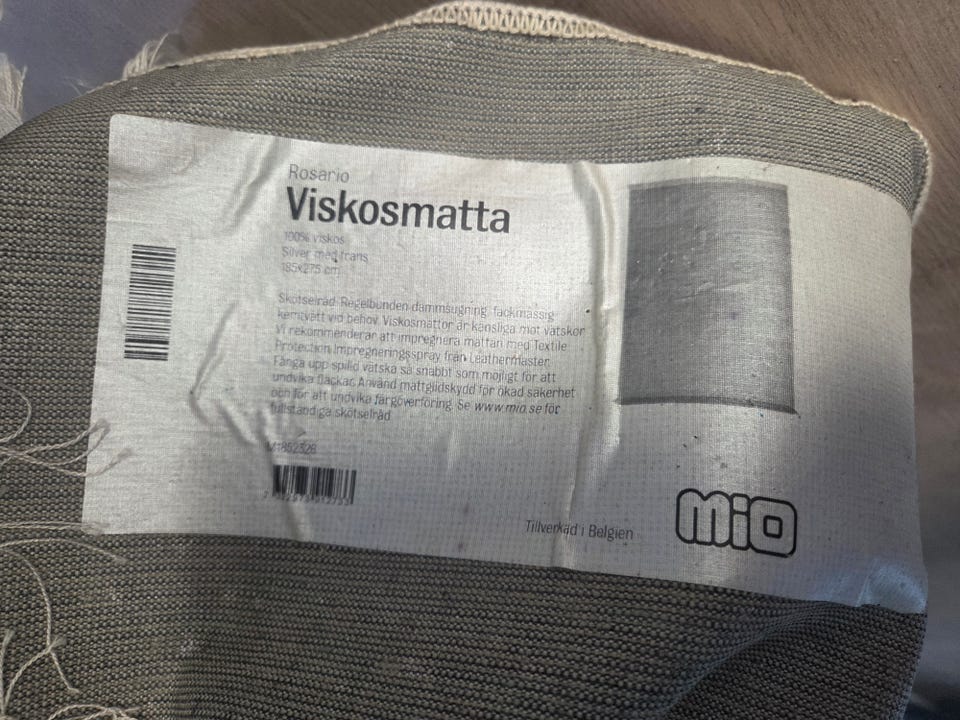 Rosario
Viskosmatta
100% viskos
Silver med frans
185x275 cm
Skötselråd: Regelbunden dammsugning, fackmässig
kemtvätt vid behov. Viskosmattor är känsliga mot vätskor.
Vi rekommenderar att impregnera mattan med Textile
Protection Impregneringsspray från Leathermaster.
Fånga upp spilld vätska så snabbt som möjligt för att
undvika fläckar. Använd mattglidskydd för ökad säkerhet
och för att undvika färgöverföring. Se www.mio.se för
fullständiga skötselråd.
M1852328
Tillverkad i Belgien
mio